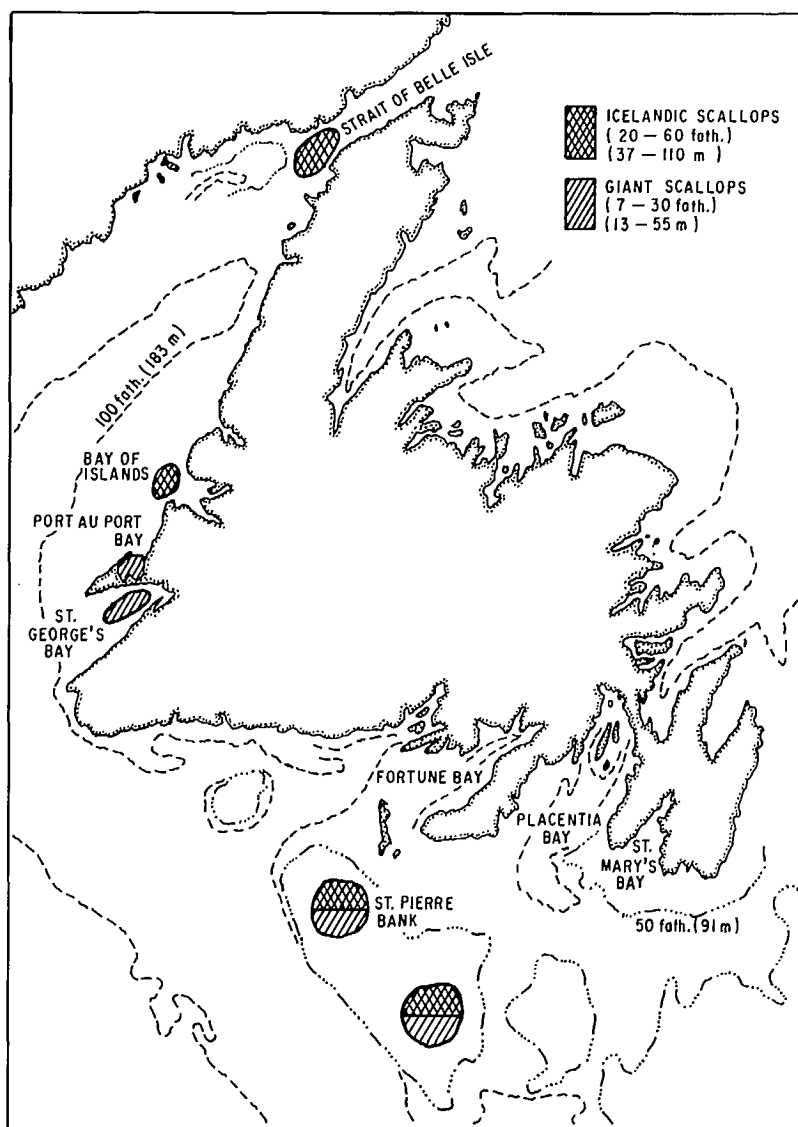 STRAIT OF BELLE ISLE
ICELANDIC SCALLOPS
(20 – 60 fath.)
(37 – 110 m)
GIANT SCALLOPS
(7 – 30 fath.)
(13 – 55 m)
100 fath. (183 m)
BAY OF
ISLANDS
PORT AU PORT
BAY
ST.
GEORGE'S
BAY
FORTUNE BAY
PLACENTIA
BAY
ST.
MARY'S
BAY
ST. PIERRE
BANK
50 fath. (91 m)